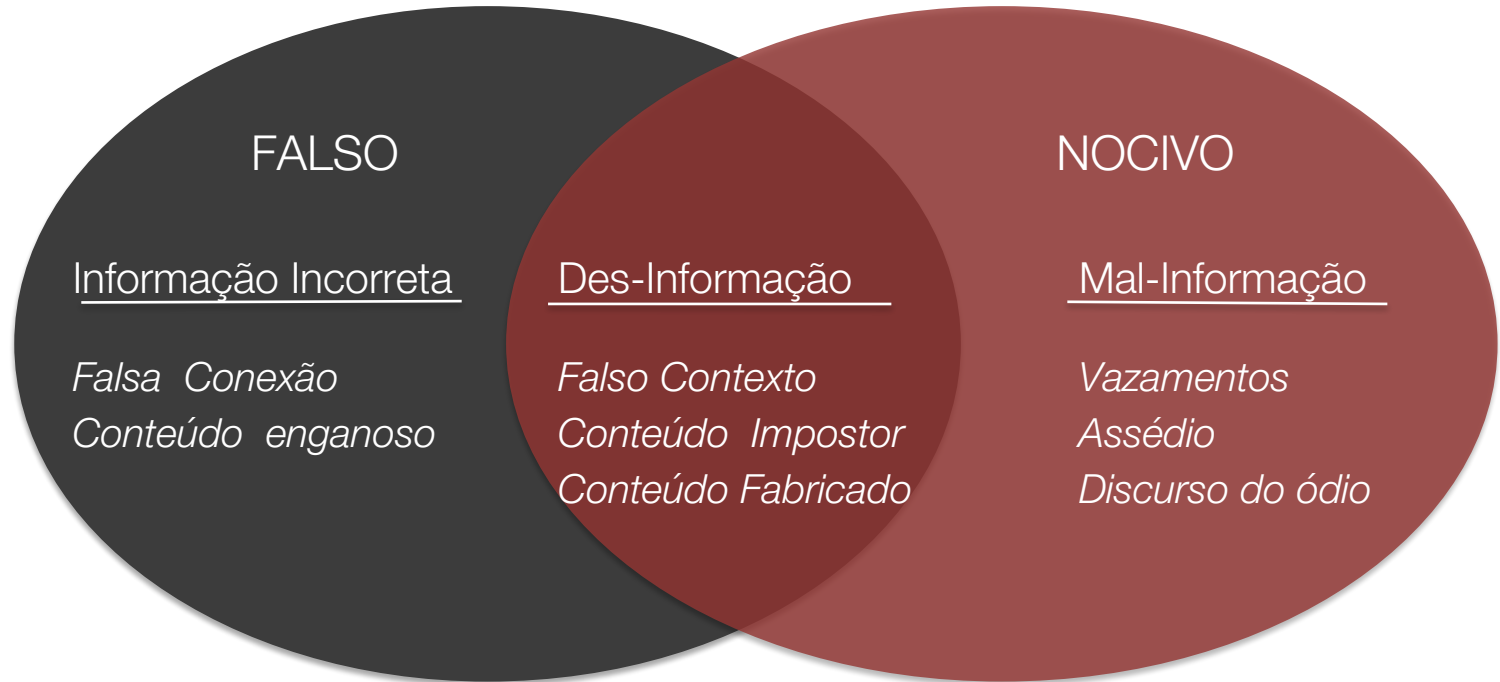 FALSO
Informação Incorreta
Falsa Conexão
Conteúdo enganoso
Des-Informação
Falso Contexto
Conteúdo Impostor
Conteúdo Fabricado
NOCIVO
Mal-Informação
Vazamentos
Assédio
Discurso do ódio